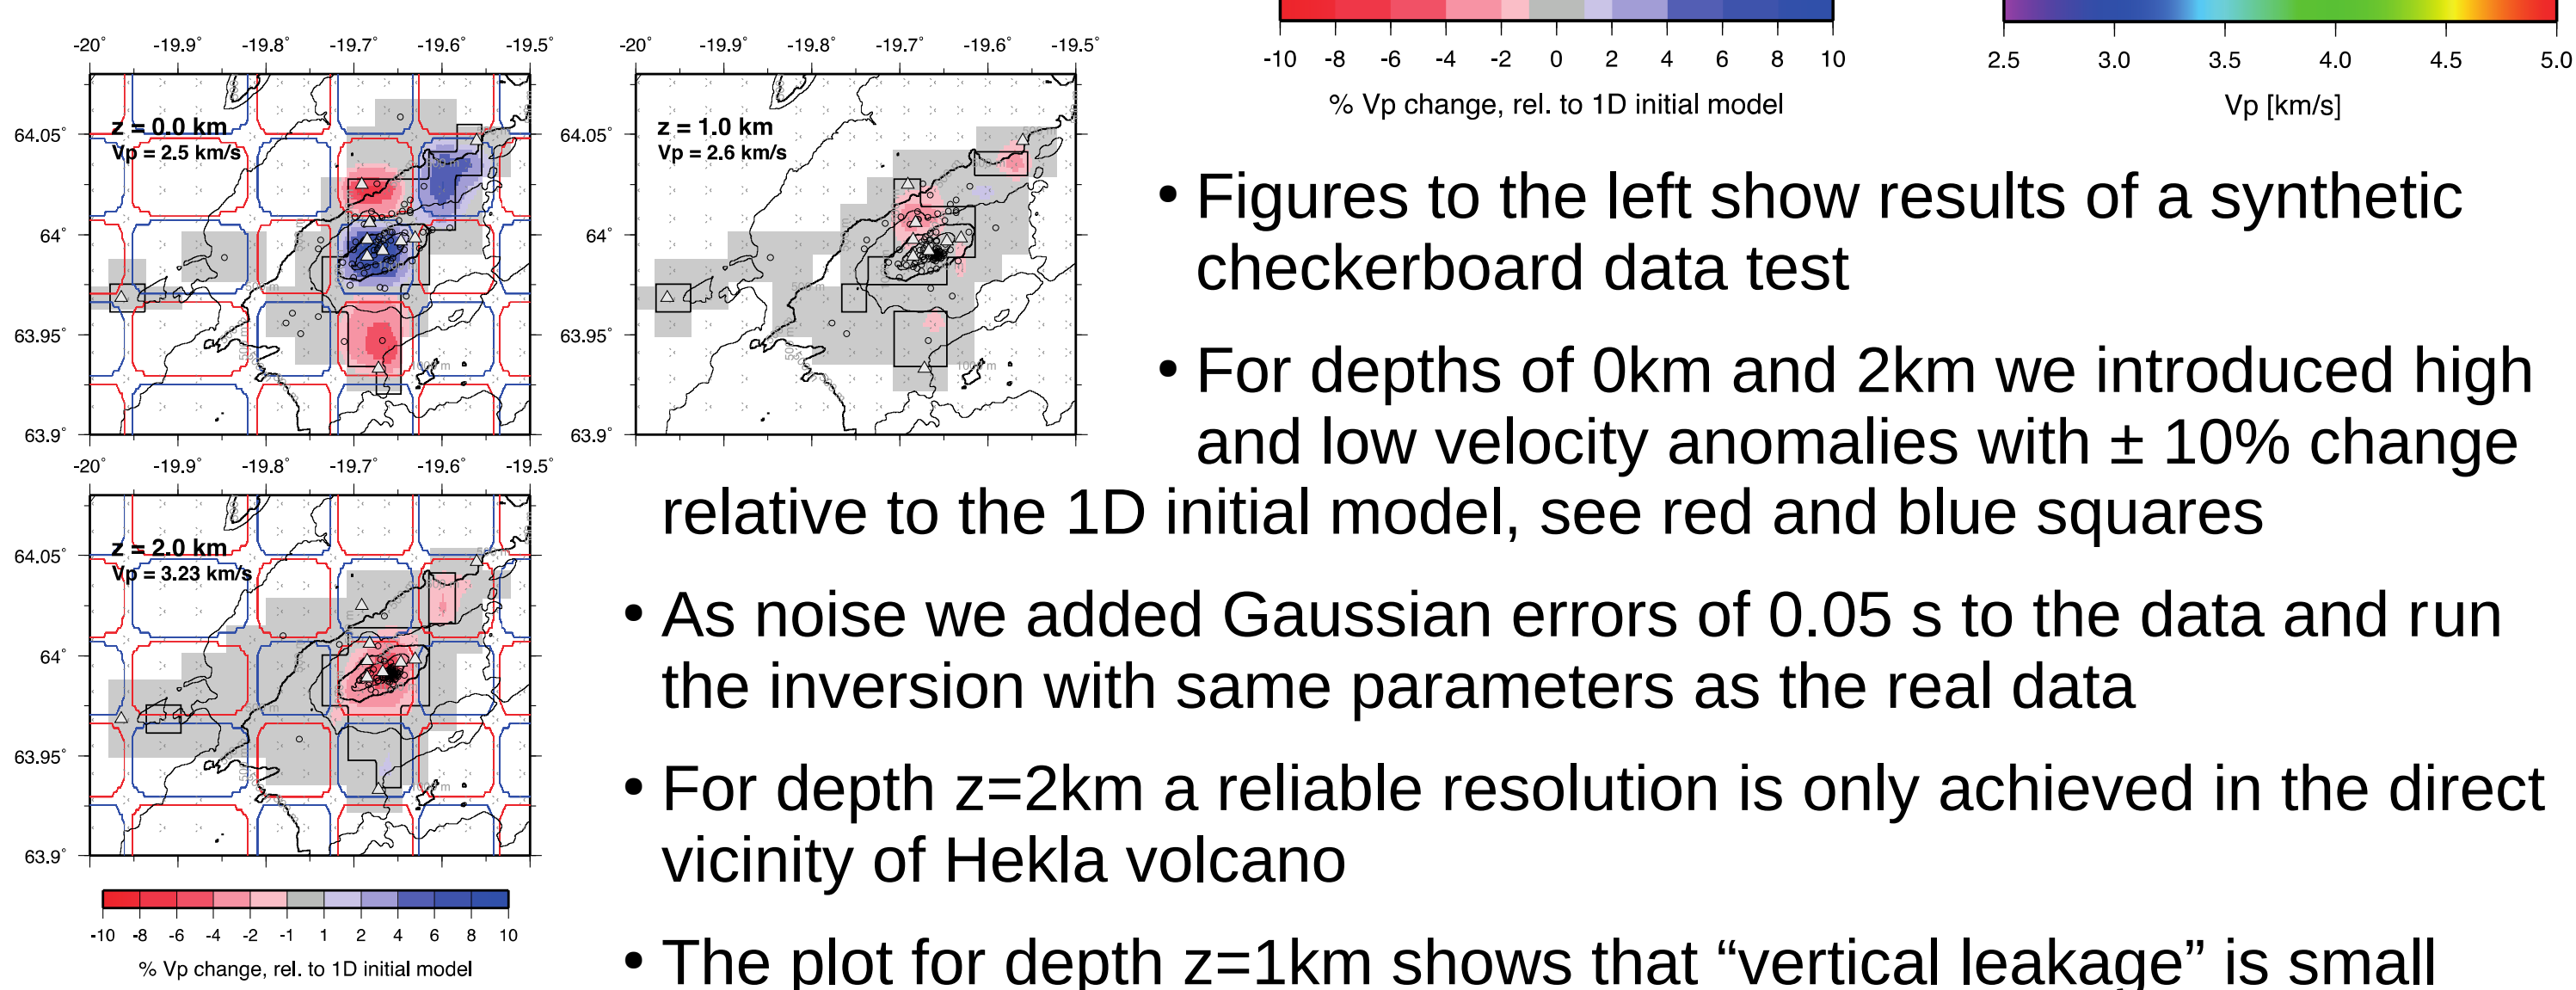 -20° -19.9° -19.8° -19.7° -19.6° -19.5°
64.05°
64°
63.95°
63.9°
z = 0.0 km
Vp = 2.5 km/s
-20° -19.9° -19.8° -19.7° -19.6° -19.5°
64.05°
64°
63.95°
63.9°
z = 1.0 km
Vp = 2.6 km/s
-10 -8 -6 -4 -2 0 2 4 6 8 10
% Vp change, rel. to 1D initial model
2.5 3.0 3.5 4.0 4.5 5.0
Vp [km/s]
-20° -19.9° -19.8° -19.7° -19.6° -19.5°
64.05°
64°
63.95°
63.9°
z = 2.0 km
Vp = 3.23 km/s
-10 -8 -6 -4 -2 -1 1 2 4 6 8 10
% Vp change, rel. to 1D initial model
• Figures to the left show results of a synthetic
checkerboard data test
• For depths of 0km and 2km we introduced high
and low velocity anomalies with ± 10% change
relative to the 1D initial model, see red and blue squares
• As noise we added Gaussian errors of 0.05 s to the data and run
the inversion with same parameters as the real data
• For depth z=2km a reliable resolution is only achieved in the direct
vicinity of Hekla volcano
• The plot for depth z=1km shows that “vertical leakage” is small